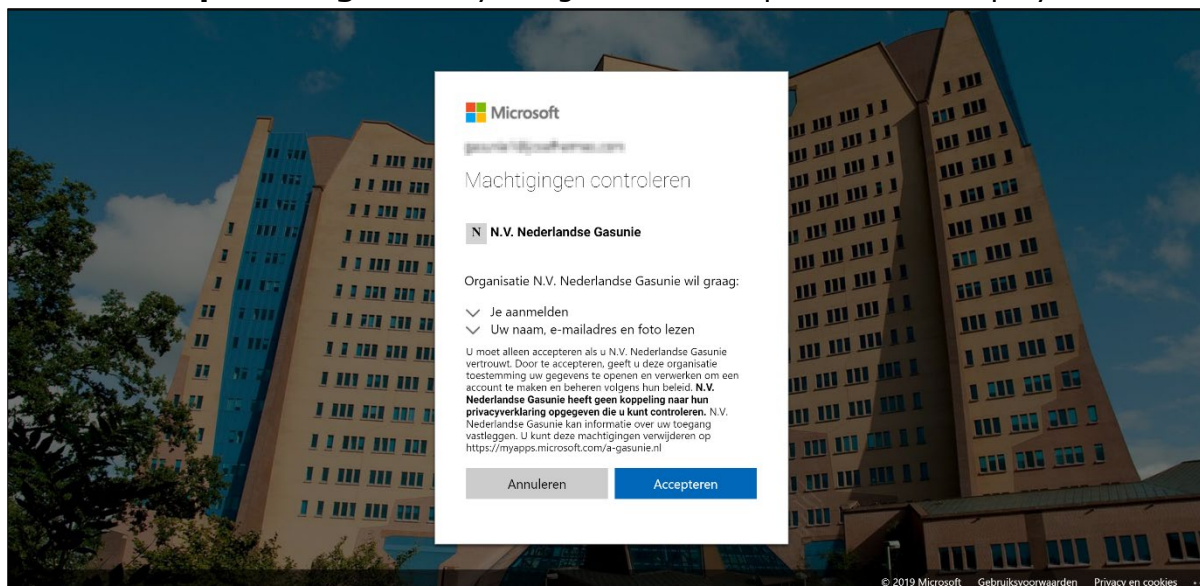 Microsoft
Machtigingen controleren
N N.V. Nederlandse Gasunie
Organisatie N.V. Nederlandse Gasunie wil graag:
Je aanmelden
Uw naam, e-mailadres en foto lezen
U moet alleen accepteren als u N.V. Nederlandse Gasunie
vertrouwt. Door te accepteren, geeft u deze organisatie
toestemming uw gegevens te openen en verwerken om een
account te maken en beheren volgens hun beleid. N.V.
Nederlandse Gasunie heeft geen koppeling naar hun
privacyverklaring opgegeven die u kunt controleren. N.V.
Nederlandse Gasunie kan informatie over uw toegang
vastleggen. U kunt deze machtigingen verwijderen op
https://myapps.microsoft.com/a-gasunie.nl
Annuleren Accepteren
© 2019 Microsoft Gebruiksvoorwaarden Privacy en cookies